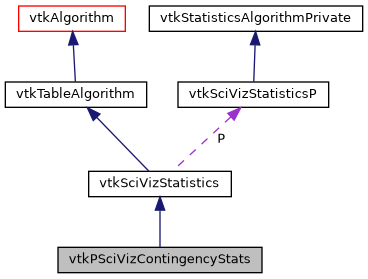 vtkAlgorithm
vtkStatisticsAlgorithmPrivate
vtkTableAlgorithm
vtkSciVizStatisticsP
P
vtkSciVizStatistics
vtkPSciVizContingencyStats